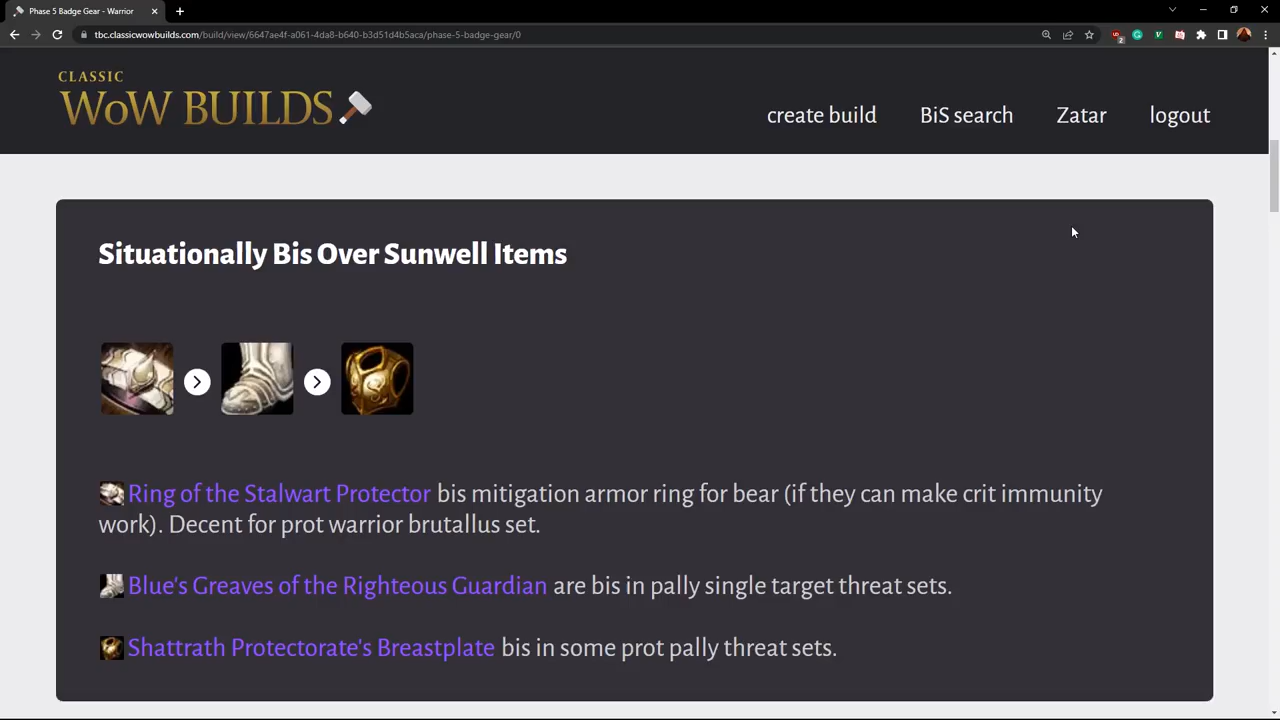 Phase 5 Badge Gear - Warrior
tbc.classicwowbuilds.com/build/view/6647ae4f-a061-4da8-b640-b3d51d4b5aca/phase-5-badge-gear/0
2
CLASSIC
WoW BUILDS
create build
BiS search
Zatar
logout
Situationally Bis Over Sunwell Items
Ring of the Stalwart Protector bis mitigation armor ring for bear (if they can make crit immunity
work). Decent for prot warrior brutallus set.
Blue's Greaves of the Righteous Guardian are bis in pally single target threat sets.
Shattrath Protectorate's Breastplate bis in some prot pally threat sets.